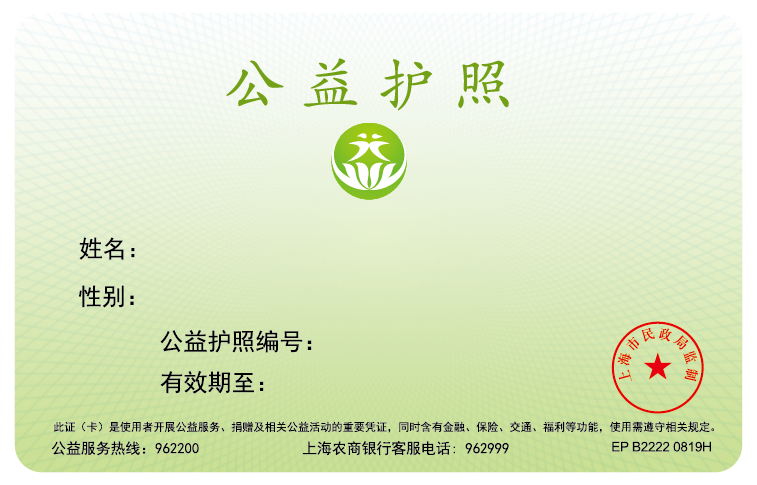 公益护照
姓名：
性别：
公益护照编号：
有效期至：
上海市民政局监制
此证（卡）是使用者开展公益服务、捐赠及相关公益活动的重要凭证，同时含有金融、保险、交通、福利等功能，使用需遵守相关规定。
公益服务热线：962200 上海农商银行客服电话：962999 EP B2222 0819H